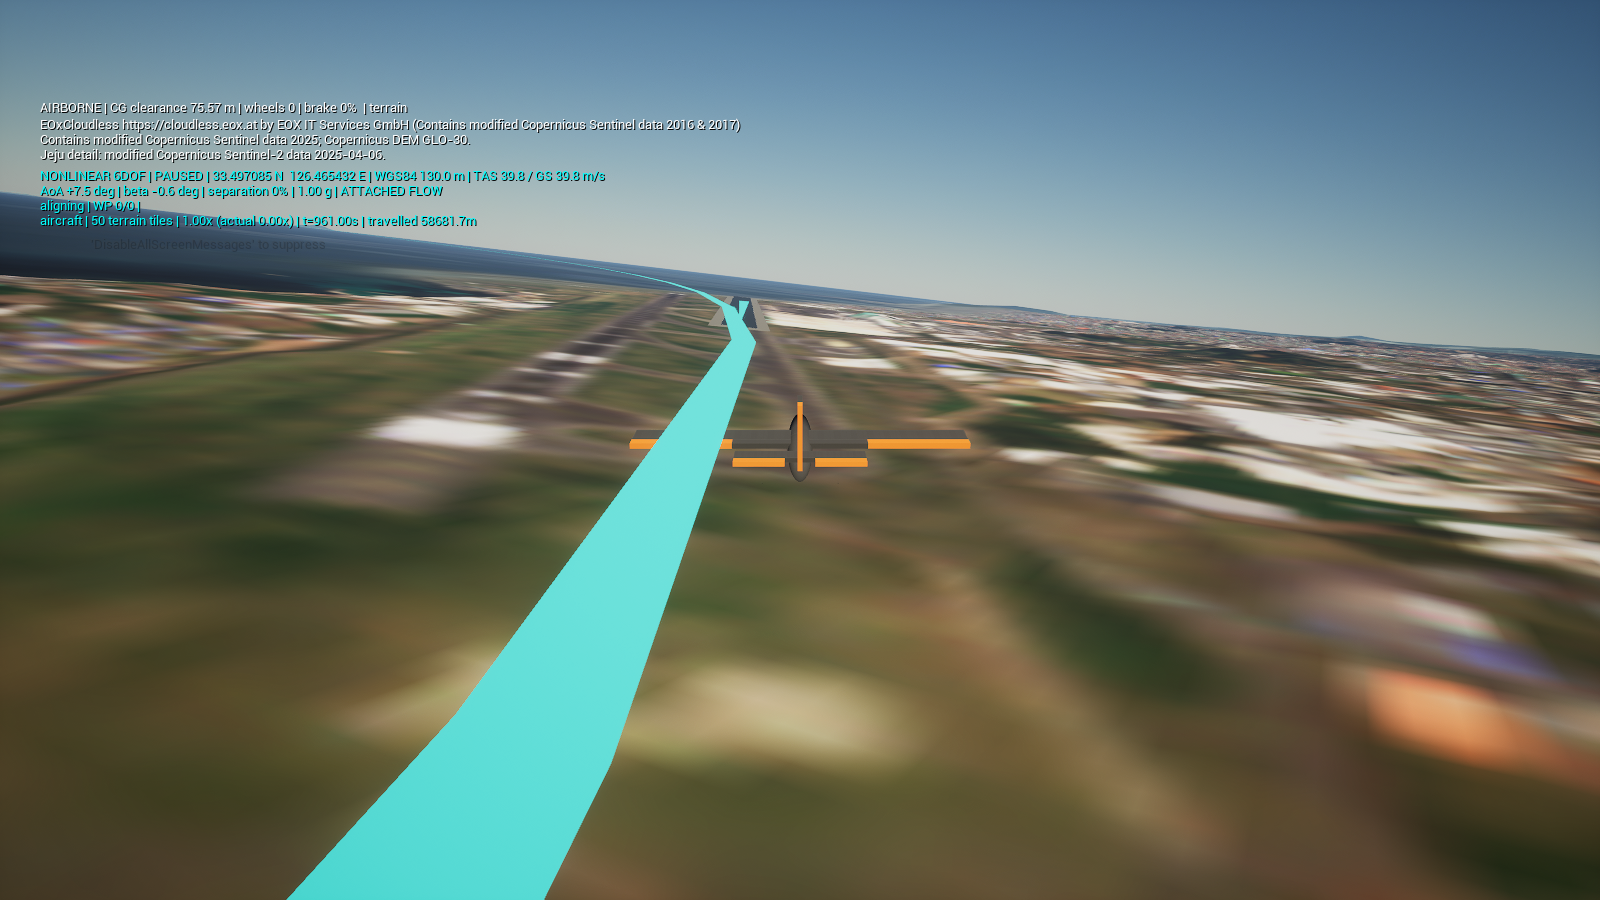 AIRBORNE | CG clearance 75.57 m | wheels 0 | brake 0% | terrain
EOxCloudless https://cloudless.eox.at by EOX IT Services GmbH (Contains modified Copernicus Sentinel data 2016 & 2017)
Contains modified Copernicus Sentinel data 2025; Copernicus DEM GLO-30.
Jeju detail: modified Copernicus Sentinel-2 data 2025-04-06.
NONLINEAR 6DOF | PAUSED | 33.497085 N 126.465432 E | WGS84 130.0 m | TAS 39.8 / GS 39.8 m/s
AoA +7.5 deg | beta -0.6 deg | separation 0% | 1.00 g | ATTACHED FLOW
aligning | WP 0/0 |
aircraft | 50 terrain tiles | 1.00x (actual 0.00x) | t=961.00s | travelled 58681.7m
'DisableAllScreenMessages' to suppress